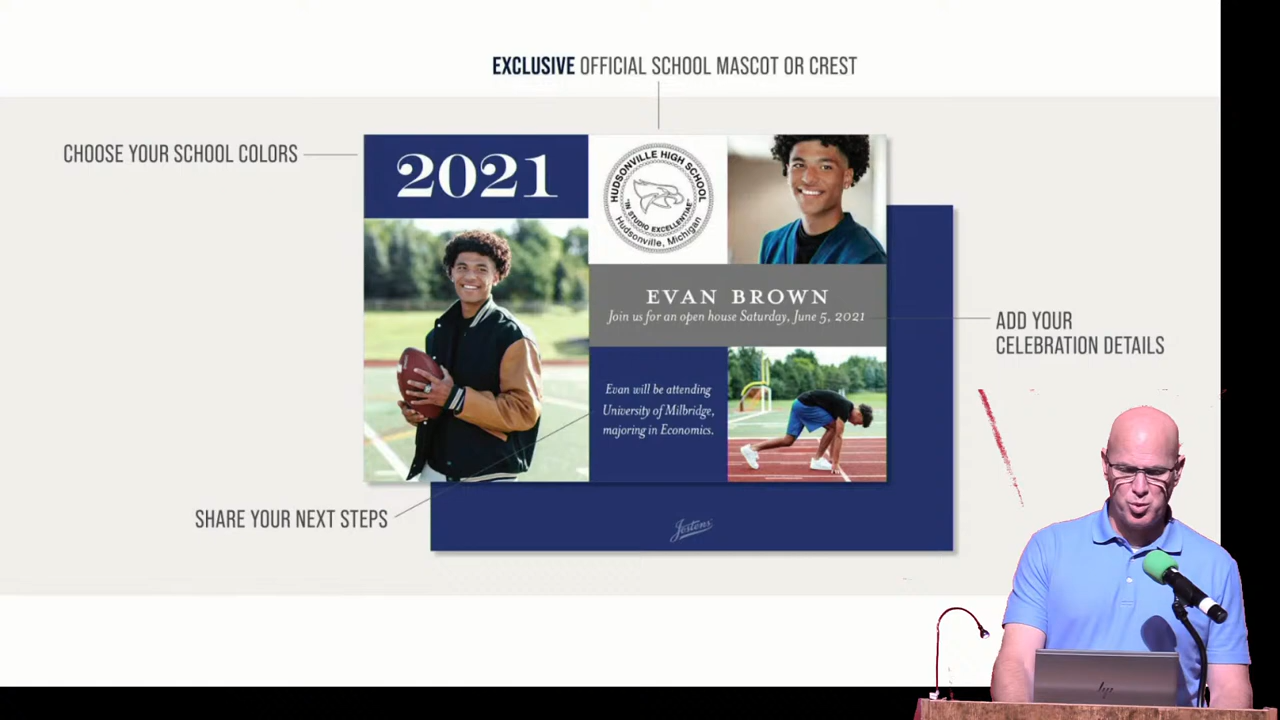 EXCLUSIVE OFFICIAL SCHOOL MASCOT OR CREST
CHOOSE YOUR SCHOOL COLORS
2021
HUDSONVILLE HIGH SCHOOL
"IN STUDIO EXCELLENTIAE"
Hudsonville, Michigan
EVAN BROWN
Join us for an open house Saturday, June 5, 2021
ADD YOUR
CELEBRATION DETAILS
Evan will be attending
University of Milbridge,
majoring in Economics.
SHARE YOUR NEXT STEPS
Jostens
hp